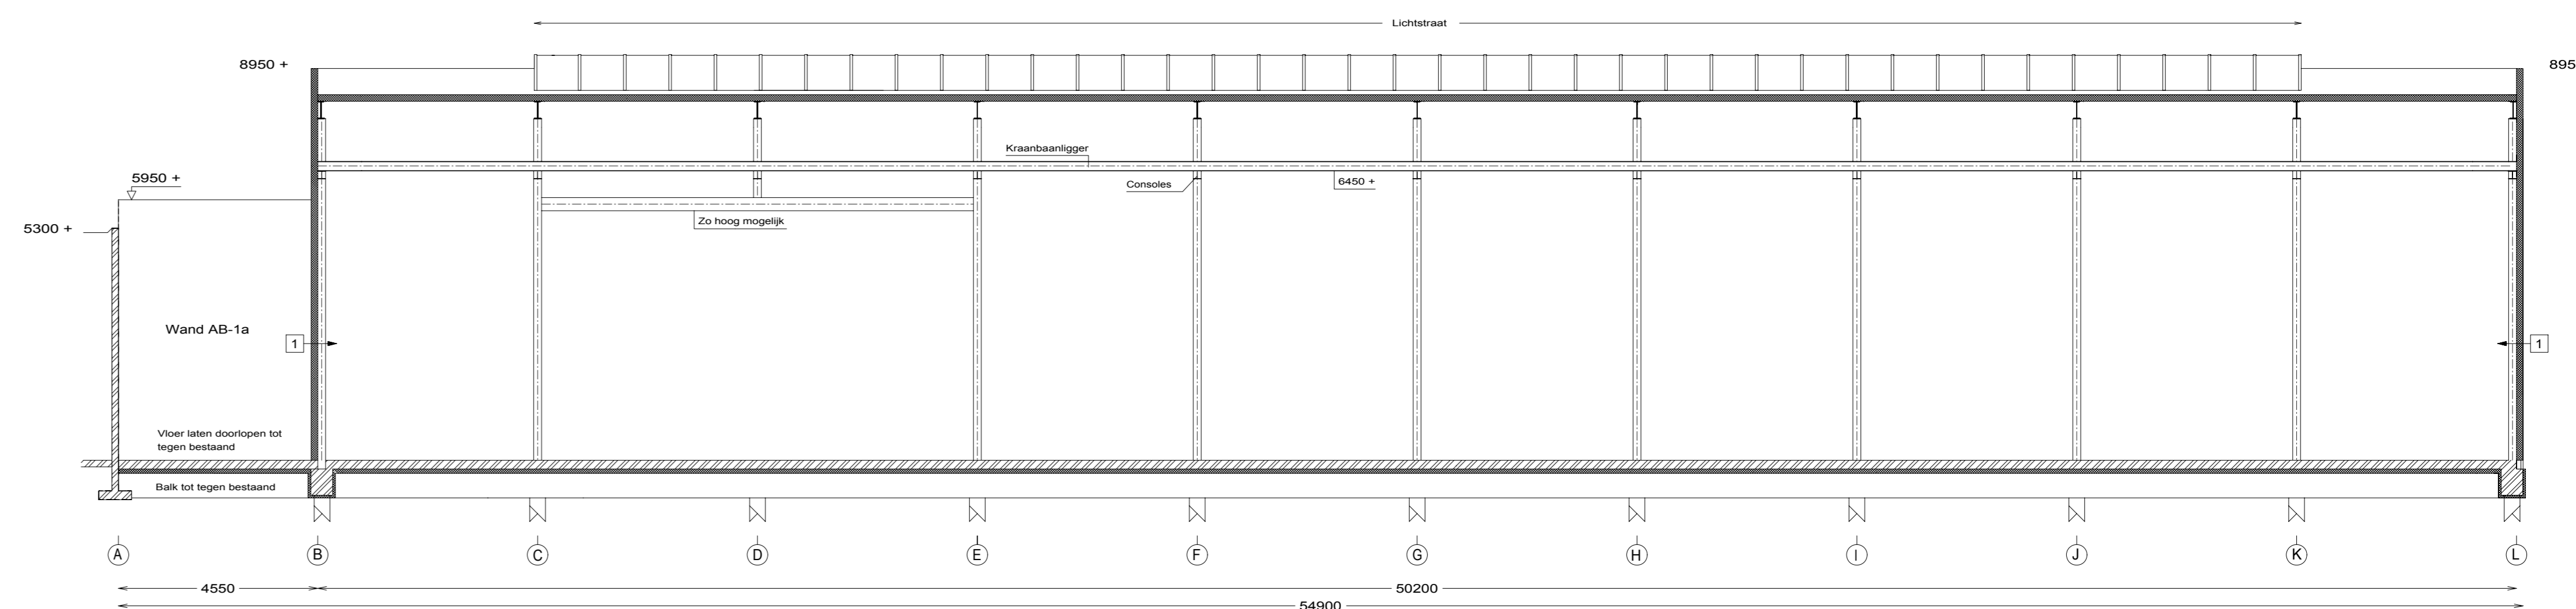 Lichtstraat
8950 +
895
5950 +
Kraanbaanligger
Consoles
6450 +
Zo hoog mogelijk
5300 +
Wand AB-1a
1
1
Vloer laten doorlopen tot
tegen bestaand
Balk tot tegen bestaand
A B C D E F G H I J K L
4550 50200
54900